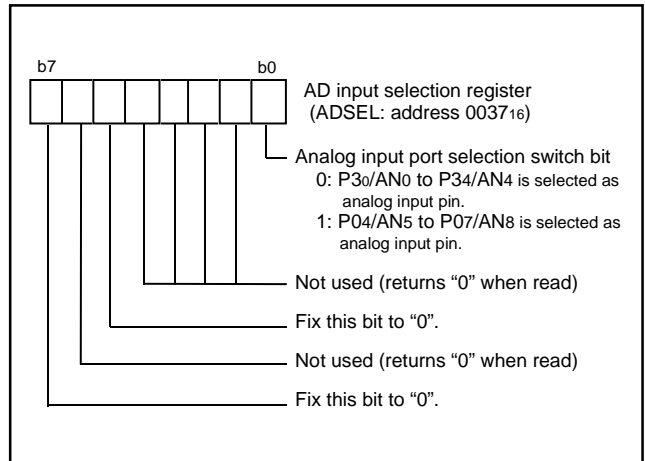 b7 b0
AD input selection register
(ADSEL: address 003716)
Analog input port selection switch bit
0: P30/AN0 to P34/AN4 is selected as
analog input pin.
1: P04/AN5 to P07/AN8 is selected as
analog input pin.
Not used (returns “0” when read)
Fix this bit to “0”.
Not used (returns “0” when read)
Fix this bit to “0”.